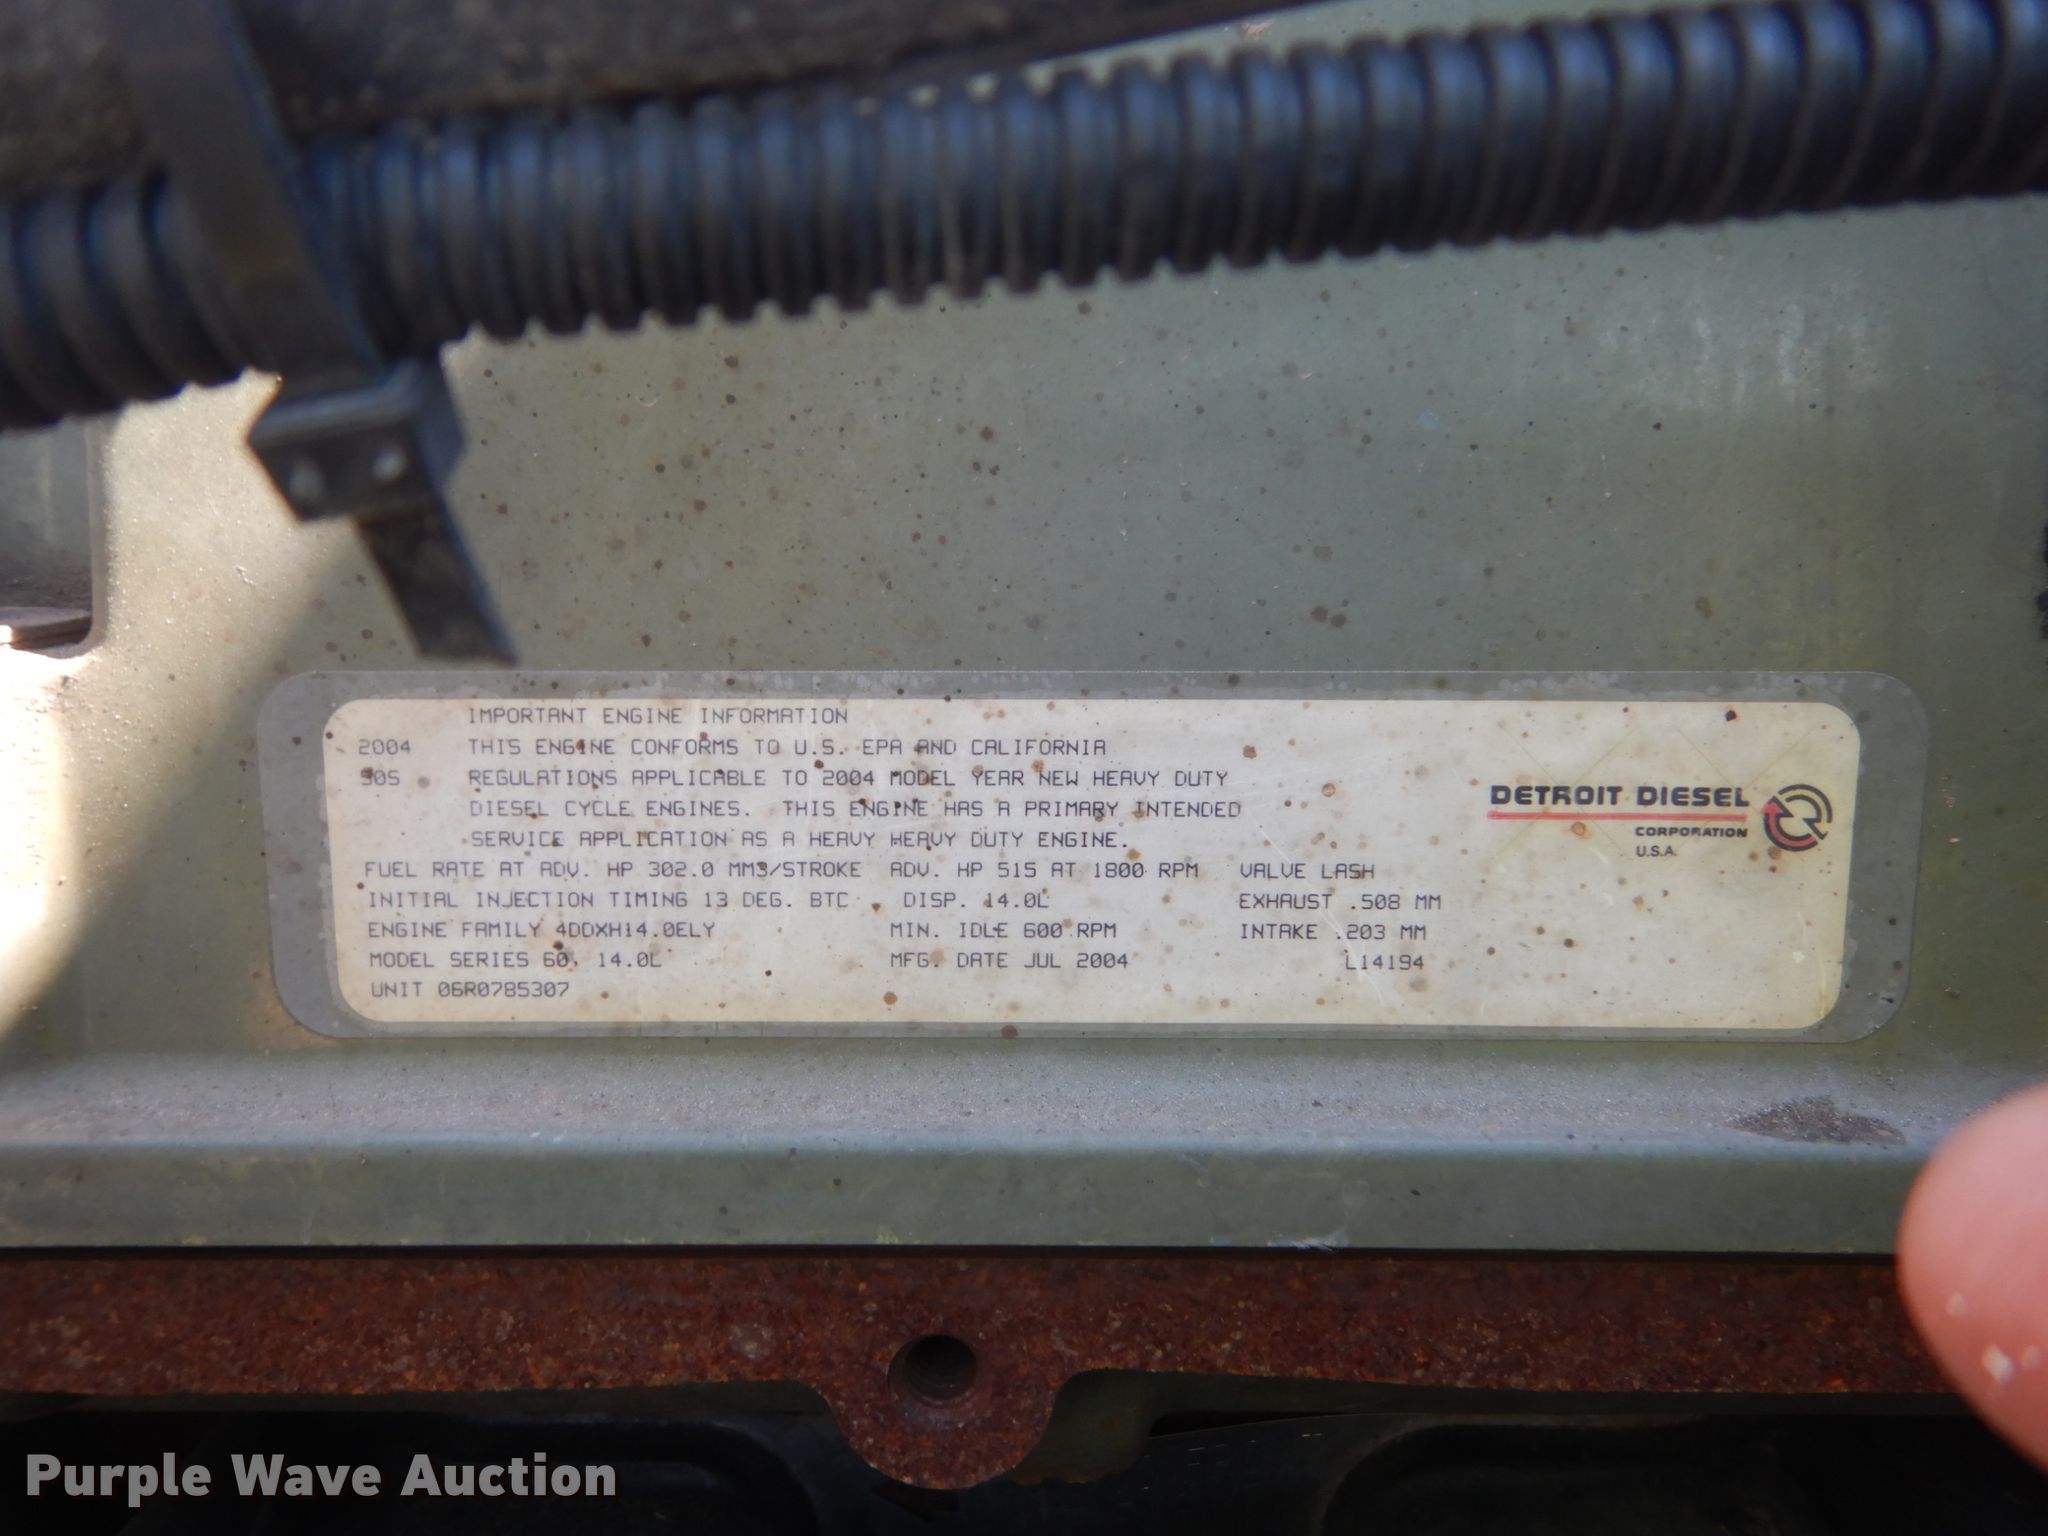 IMPORTANT ENGINE INFORMATION
2004 THIS ENGINE CONFORMS TO U.S. EPA AND CALIFORNIA
50S REGULATIONS APPLICABLE TO 2004 MODEL YEAR NEW HEAVY DUTY
DIESEL CYCLE ENGINES. THIS ENGINE HAS A PRIMARY INTENDED
SERVICE APPLICATION AS A HEAVY HEAVY DUTY ENGINE.
FUEL RATE AT ADV. HP 302.0 MM3/STROKE ADV. HP 515 AT 1800 RPM VALVE LASH
INITIAL INJECTION TIMING 13 DEG. BTC DISP. 14.0L EXHAUST .508 MM
ENGINE FAMILY 4DDXH14.0ELY MIN. IDLE 600 RPM INTAKE .203 MM
MODEL SERIES 60, 14.0L MFG. DATE JUL 2004 L14194
UNIT 06R0785307
DETROIT DIESEL
CORPORATION
U.S.A.
Purple Wave Auction